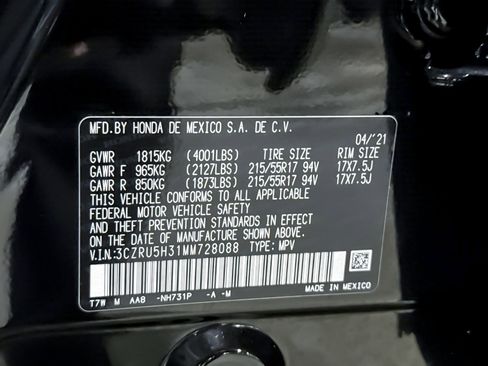 MFD.BY HONDA DE MEXICO S.A. DE C.V.
04/'21
GVWR 1815KG (4001LBS) TIRE SIZE RIM SIZE
GAWR F 965KG (2127LBS) 215/55R17 94V 17X7.5J
GAWR R 850KG (1873LBS) 215/55R17 94V 17X7.5J
THIS VEHICLE CONFORMS TO ALL APPLICABLE
FEDERAL MOTOR VEHICLE SAFETY
AND THEFT PREVENTION STANDARDS IN EFFECT
ON THE DATE OF MANUFACTURE SHOWN ABOVE.
V.I.N:3CZRU5H31MM728088 TYPE: MPV
T7W M AA8 -NH731P -A -M MADE IN MEXICO